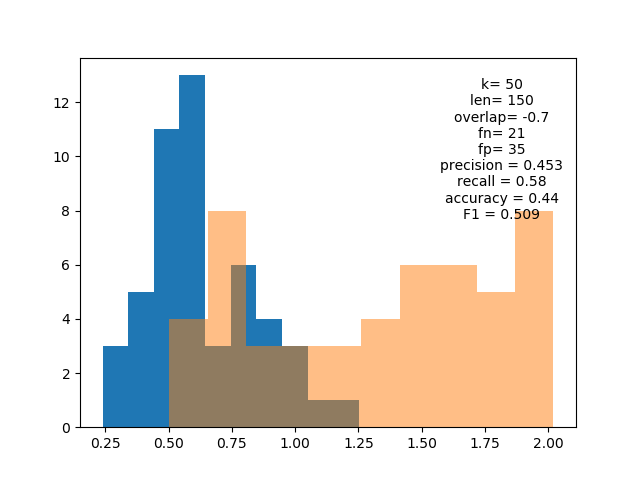 k= 50
len= 150
overlap= -0.7
fn= 21
fp= 35
precision = 0.453
recall = 0.58
accuracy = 0.44
F1 = 0.509
12
10
8
6
4
2
0
0.25 0.50 0.75 1.00 1.25 1.50 1.75 2.00